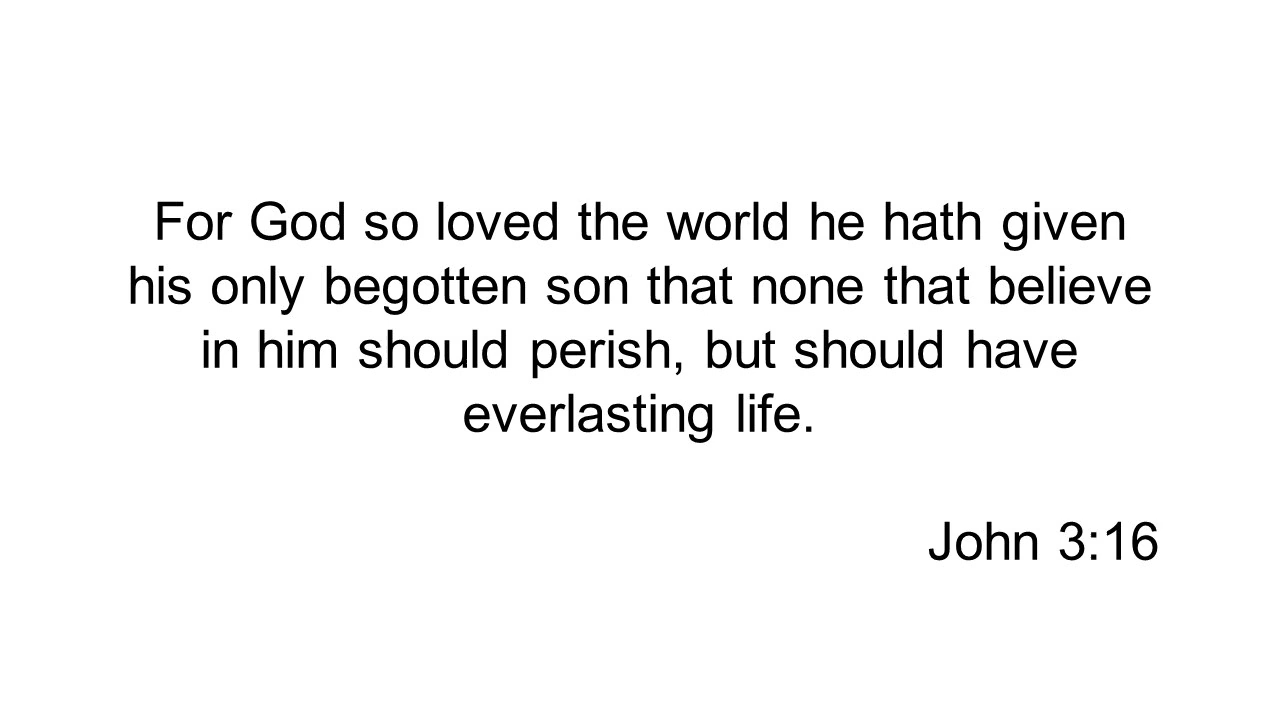 For God so loved the world he hath given
his only begotten son that none that believe
in him should perish, but should have
everlasting life.
John 3:16